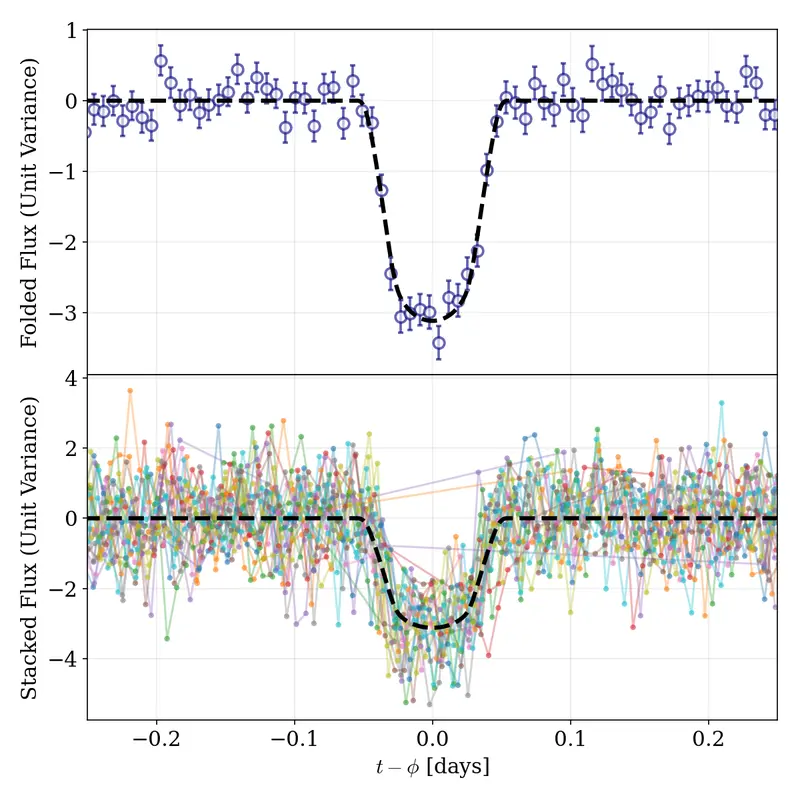 Folded Flux (Unit Variance)
1
0
−1
−2
−3
Stacked Flux (Unit Variance)
4
2
0
−2
−4
−0.2 −0.1 0.0 0.1 0.2
t − ϕ [days]